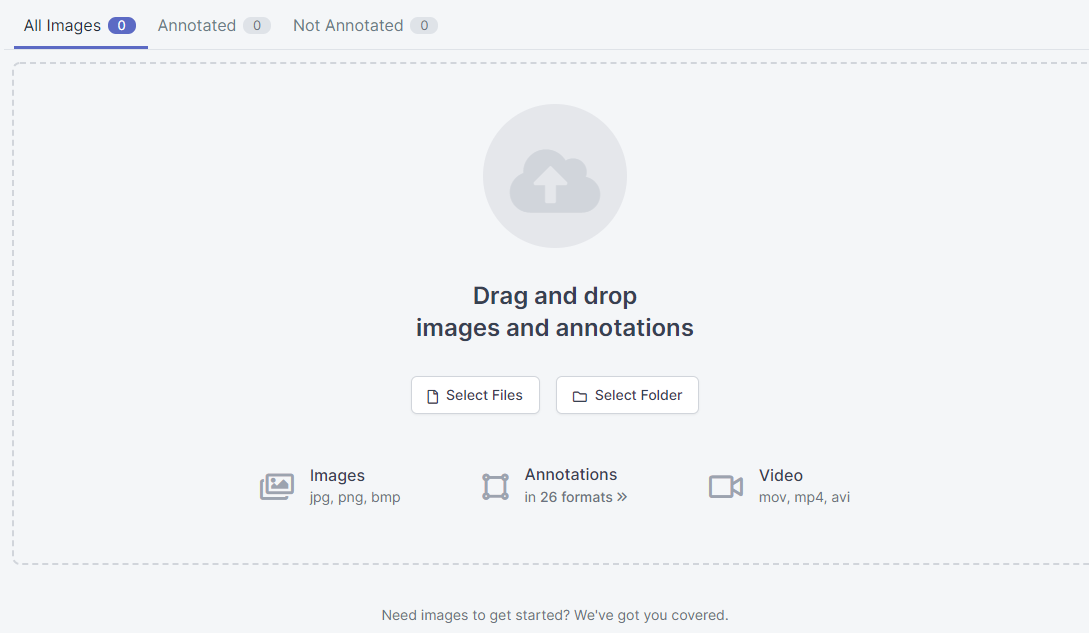 All Images 0 Annotated 0 Not Annotated 0
Drag and drop
images and annotations
Select Files Select Folder
Images Annotations Video
jpg, png, bmp in 26 formats » mov, mp4, avi
Need images to get started? We've got you covered.